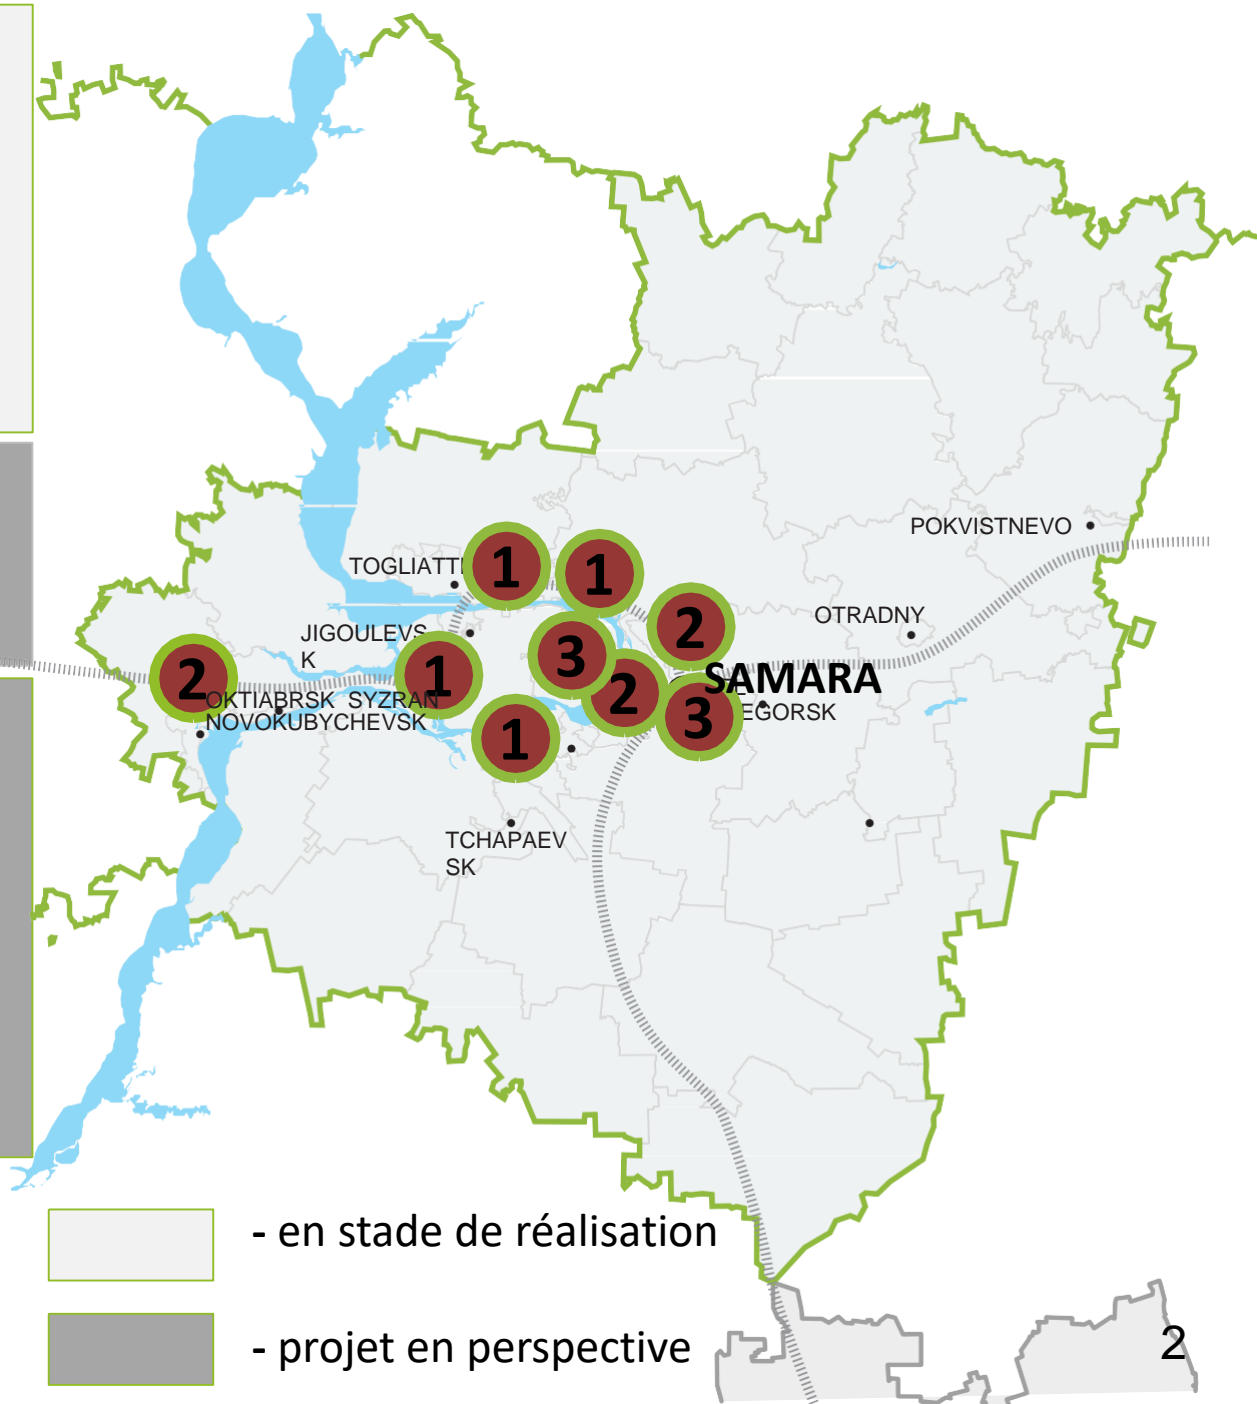 POKVISTNEVO
TOGLIATTI
1
1
2
OTRADNY
JIGOULEVS
K
3
SAMARA
2
1
2
3
EGORSK
OKTIABRSK SYZRAN
NOVOKUBYCHEVSK
1
TCHAPAEV
SK
- en stade de réalisation
- projet en perspective
2